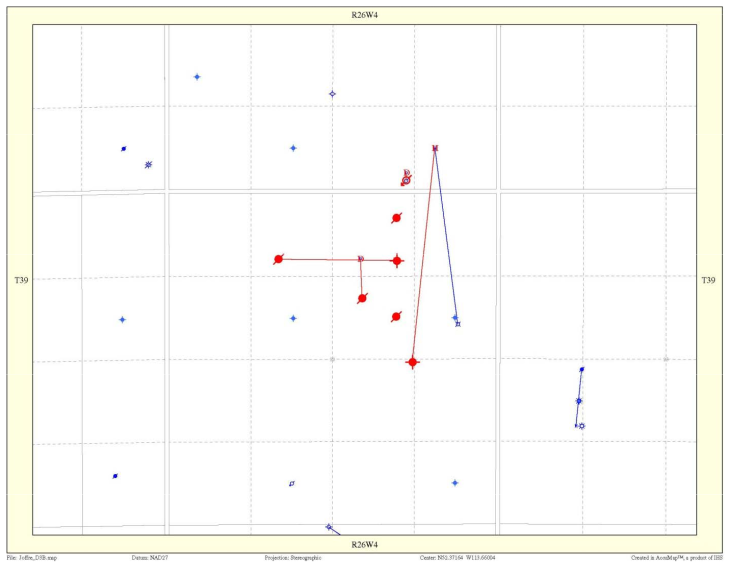 R26W4
T39
T39
R26W4
File: Joffre_D3B.map Datum: NAD27 Projection: Stereographic Center: N52.37164 W113.66004 Created in AccuMap™, a product of IHS